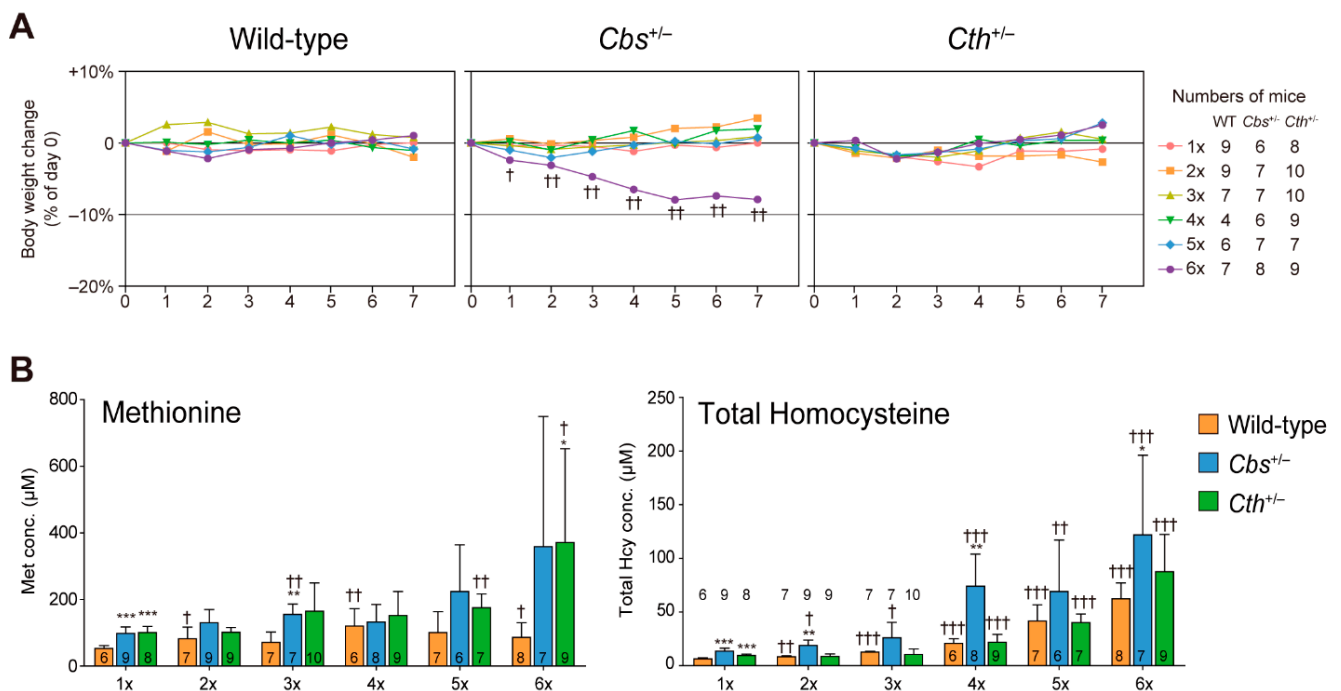 A
Wild-type
Cbs+/–
Cth+/–
Body weight change
(% of day 0)
+10%
0
–10%
–20%
0 1 2 3 4 5 6 7
0 1 2 3 4 5 6 7
0 1 2 3 4 5 6 7
† †† †† †† †† †† ††
Numbers of mice
WT Cbs+/– Cth+/–
1x 9 6 8
2x 9 7 10
3x 7 7 10
4x 4 6 9
5x 6 7 7
6x 7 8 9
B
Methionine
Met conc. (µM)
800
600
400
200
0
*** *** † †† ** †† †† † † *
6 9 8 7 9 9 7 7 10 6 8 9 7 6 7 8 7 9
1x 2x 3x 4x 5x 6x
Total Homocysteine
Total Hcy conc. (µM)
250
200
150
100
50
0
6 9 8 7 9 9 7 7 10
*** *** †† † ** ††† † ††† ††† ** ††† ††† †† ††† ††† ††† * †††
6 8 9 7 6 7 8 7 9
1x 2x 3x 4x 5x 6x
Wild-type
Cbs+/–
Cth+/–